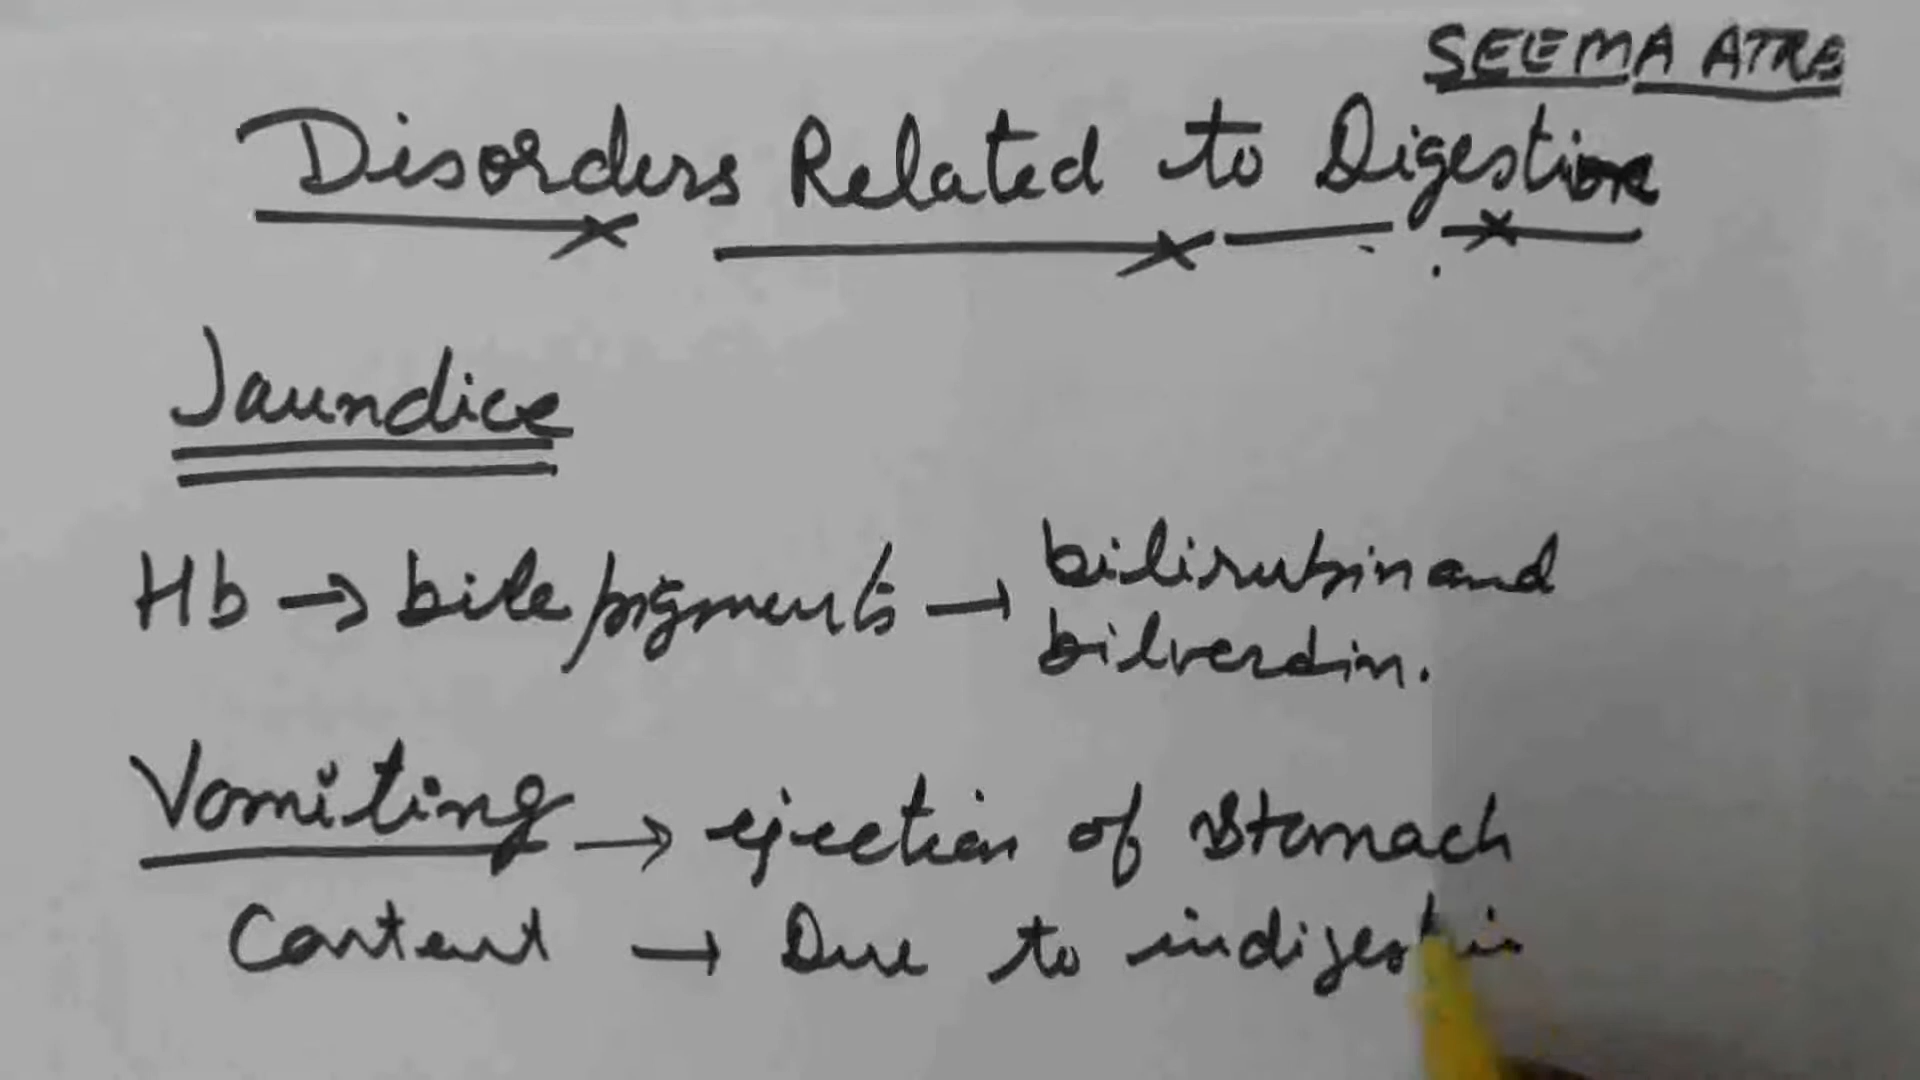 SEEMA ATRE
Disorders Related to Digestion
Jaundice
Hb → bile pigments → bilirubin and
bilverdin.
Vomiting → ejection of stomach
Content → Due to